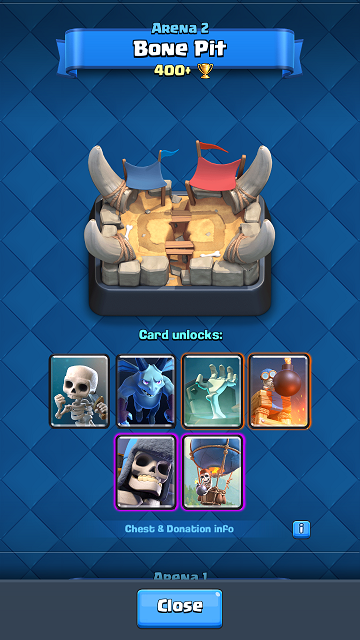 Arena 2
Bone Pit
400+
Card unlocks:
Chest & Donation info
i
Arena 1
Close